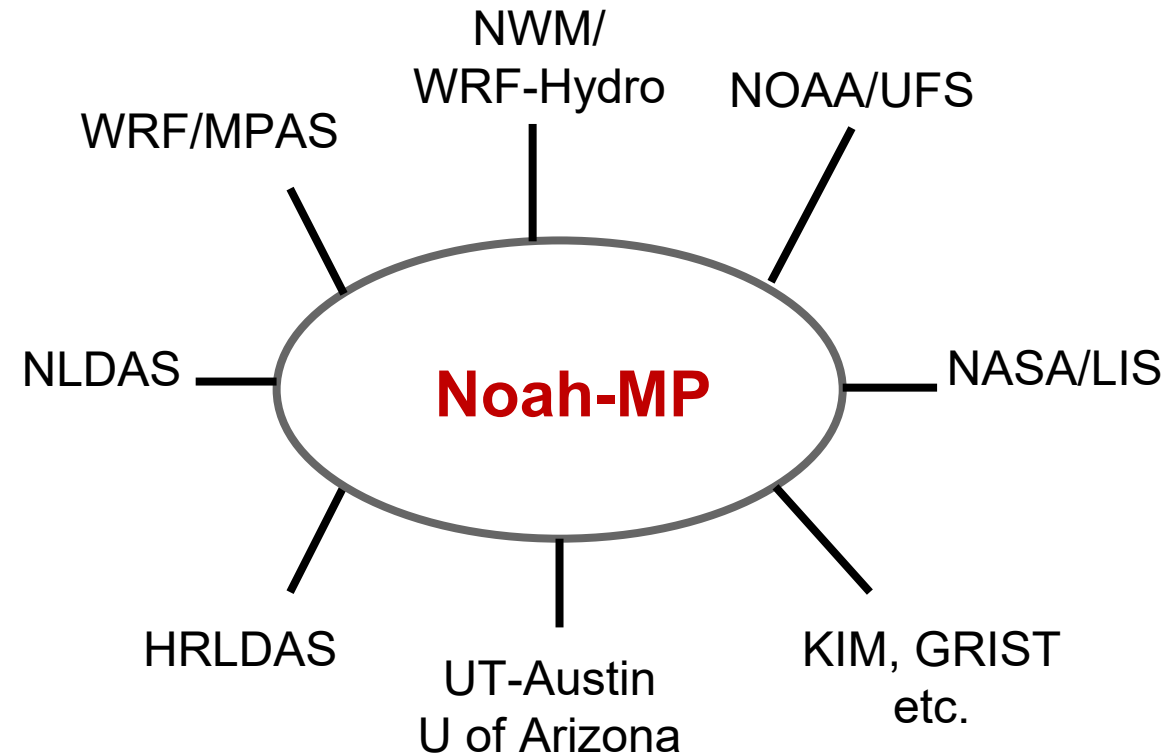 NWM/
WRF-Hydro
NOAA/UFS
WRF/MPAS
NLDAS
Noah-MP
NASA/LIS
HRLDAS
UT-Austin
U of Arizona
KIM, GRIST
etc.